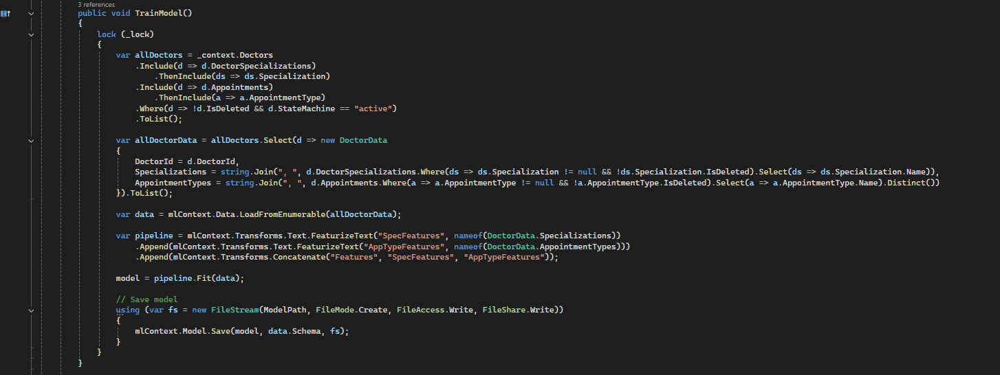 3 references
public void TrainModel()
{
    lock (_lock)
    {
        var allDoctors = _context.Doctors
            .Include(d => d.DoctorSpecializations)
                .ThenInclude(ds => ds.Specialization)
            .Include(d => d.Appointments)
                .ThenInclude(a => a.AppointmentType)
            .Where(d => !d.IsDeleted && d.StateMachine == "active")
            .ToList();

        var allDoctorData = allDoctors.Select(d => new DoctorData
        {
            DoctorId = d.DoctorId,
            Specializations = string.Join(", ", d.DoctorSpecializations.Where(ds => ds.Specialization != null && !ds.Specialization.IsDeleted).Select(ds => ds.Specialization.Name)),
            AppointmentTypes = string.Join(", ", d.Appointments.Where(a => a.AppointmentType != null && !a.AppointmentType.IsDeleted).Select(a => a.AppointmentType.Name).Distinct())
        }).ToList();

        var data = mlContext.Data.LoadFromEnumerable(allDoctorData);

        var pipeline = mlContext.Transforms.Text.FeaturizeText("SpecFeatures", nameof(DoctorData.Specializations))
            .Append(mlContext.Transforms.Text.FeaturizeText("AppTypeFeatures", nameof(DoctorData.AppointmentTypes)))
            .Append(mlContext.Transforms.Concatenate("Features", "SpecFeatures", "AppTypeFeatures"));

        model = pipeline.Fit(data);

        // Save model
        using (var fs = new FileStream(ModelPath, FileMode.Create, FileAccess.Write, FileShare.Write))
        {
            mlContext.Model.Save(model, data.Schema, fs);
        }
    }
}